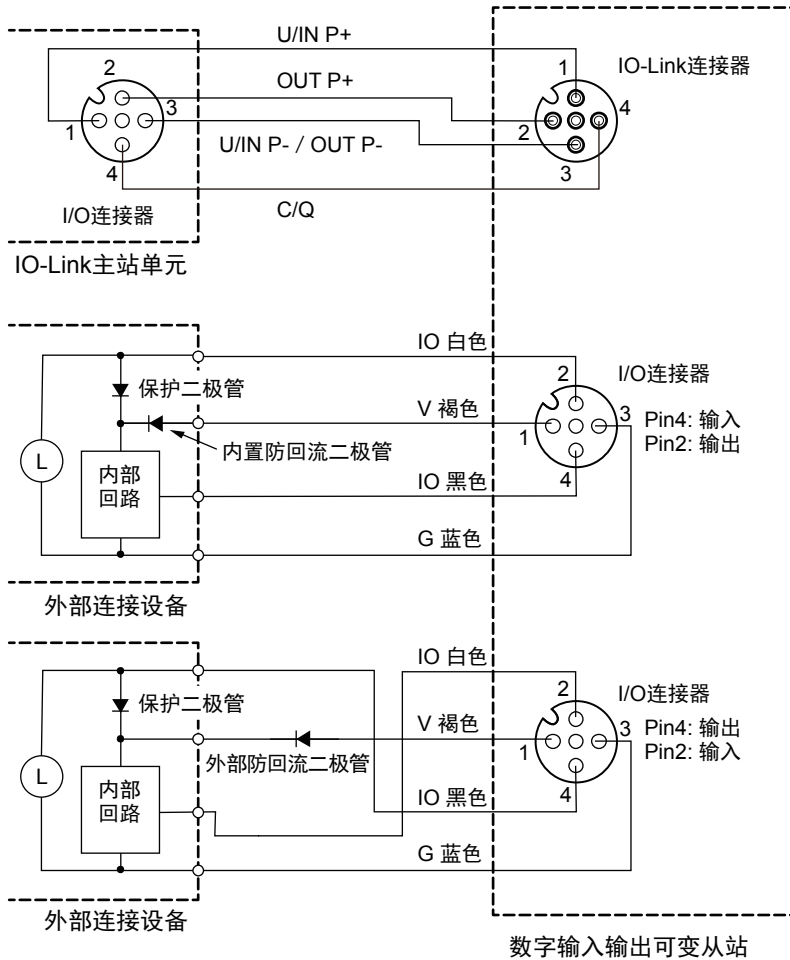 U/IN P+
2
OUT P+
3
1
U/IN P- / OUT P-
4
I/O连接器
C/Q
IO-Link主站单元
1
IO-Link连接器
4
2
3
IO 白色
保护二极管
V 褐色
内置防回流二极管
L
内部
回路
IO 黑色
G 蓝色
外部连接设备
2
I/O连接器
3
Pin4: 输入
1
Pin2: 输出
4
IO 白色
保护二极管
V 褐色
外部防回流二极管
L
内部
回路
IO 黑色
G 蓝色
外部连接设备
2
I/O连接器
3
Pin4: 输出
1
Pin2: 输入
4
数字输入输出可变从站